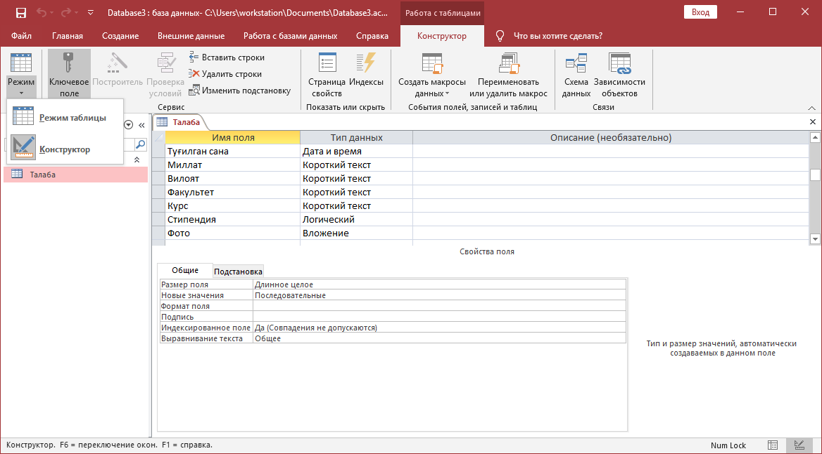 Database3 : база данных- C:\Users\workstation\Documents\Database3.ac...
Работа с таблицами
Вход
Файл Главная Создание Внешние данные Работа с базами данных Справка Конструктор Что вы хотите сделать?
Режим
Ключевое поле
Построитель
Проверка условий
Вставить строки
Удалить строки
Изменить подстановку
Сервис
Страница свойств
Индексы
Показать или скрыть
Создать макросы данных
Переименовать или удалить макрос
События полей, записей и таблиц
Схема данных
Зависимости объектов
Связи
Режим таблицы
Конструктор
Талаба
Талаба
Имя поля Тип данных Описание (необязательно)
Туғилган сана Дата и время
Миллат Короткий текст
Вилоят Короткий текст
Факультет Короткий текст
Курс Короткий текст
Стипендия Логический
Фото Вложение
Свойства поля
Общие Подстановка
Размер поля Длинное целое
Новые значения Последовательные
Формат поля
Подпись
Индексированное поле Да (Совпадения не допускаются)
Выравнивание текста Общее
Тип и размер значений, автоматически
создаваемых в данном поле
Конструктор. F6 = переключение окон. F1 = справка.
Num Lock